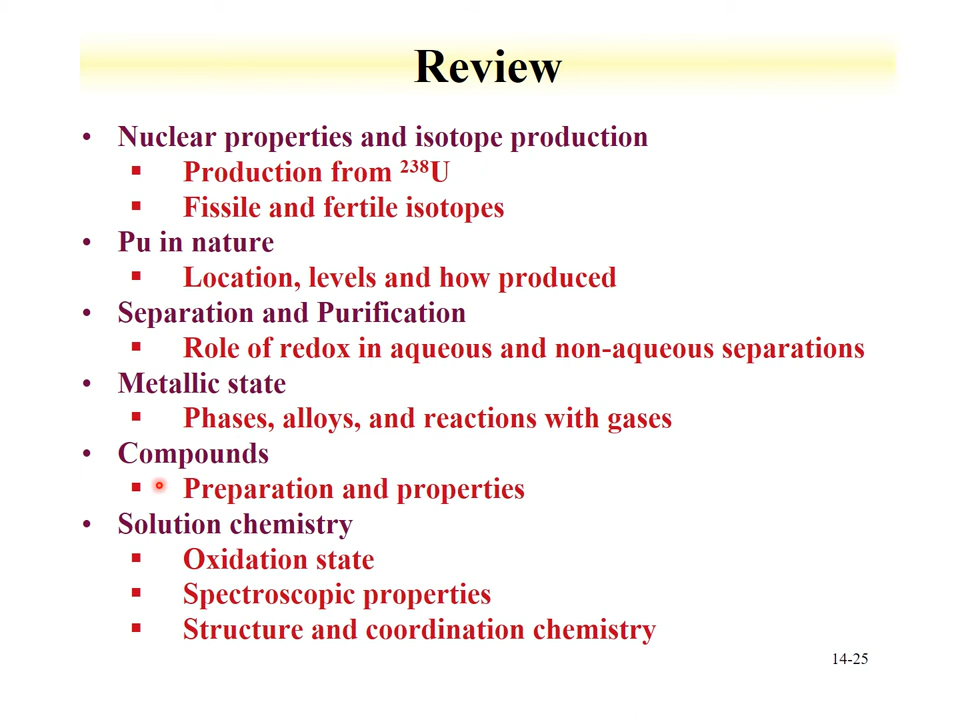 Review
• Nuclear properties and isotope production
▪ Production from ²³⁸U
▪ Fissile and fertile isotopes
• Pu in nature
▪ Location, levels and how produced
• Separation and Purification
▪ Role of redox in aqueous and non-aqueous separations
• Metallic state
▪ Phases, alloys, and reactions with gases
• Compounds
▪ Preparation and properties
• Solution chemistry
▪ Oxidation state
▪ Spectroscopic properties
▪ Structure and coordination chemistry
14-25